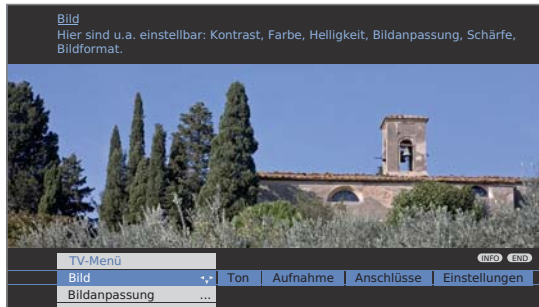 Bild
Hier sind u.a. einstellbar: Kontrast, Farbe, Helligkeit, Bildanpassung, Schärfe,
Bildformat.
INFO END
TV-Menü
Bild Ton Aufnahme Anschlüsse Einstellungen
Bildanpassung ...